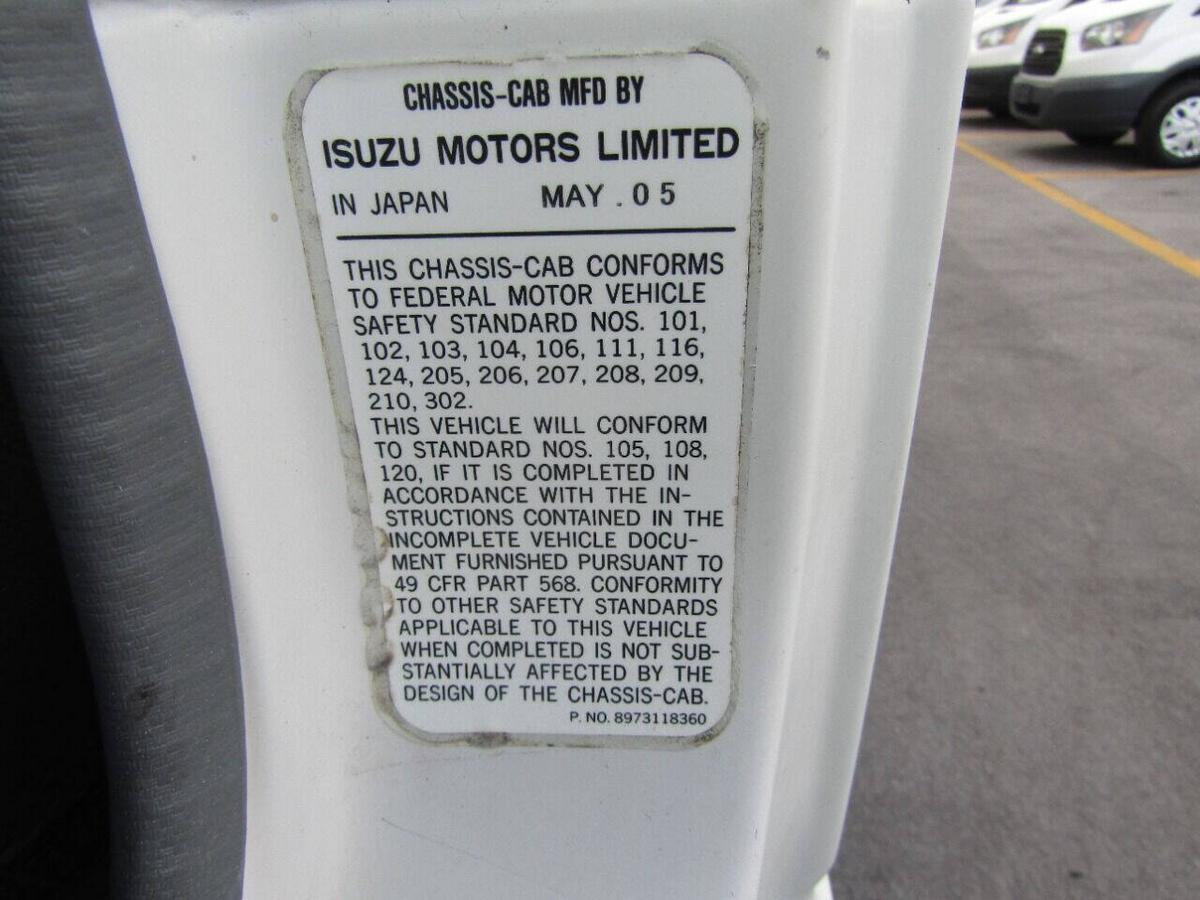 CHASSIS-CAB MFD BY
ISUZU MOTORS LIMITED
IN JAPAN MAY .05
THIS CHASSIS-CAB CONFORMS
TO FEDERAL MOTOR VEHICLE
SAFETY STANDARD NOS. 101,
102, 103, 104, 106, 111, 116,
124, 205, 206, 207, 208, 209,
210, 302.
THIS VEHICLE WILL CONFORM
TO STANDARD NOS. 105, 108,
120, IF IT IS COMPLETED IN
ACCORDANCE WITH THE IN-
STRUCTIONS CONTAINED IN THE
INCOMPLETE VEHICLE DOCU-
MENT FURNISHED PURSUANT TO
49 CFR PART 568. CONFORMITY
TO OTHER SAFETY STANDARDS
APPLICABLE TO THIS VEHICLE
WHEN COMPLETED IS NOT SUB-
STANTIALLY AFFECTED BY THE
DESIGN OF THE CHASSIS-CAB.
P. NO. 8973118360